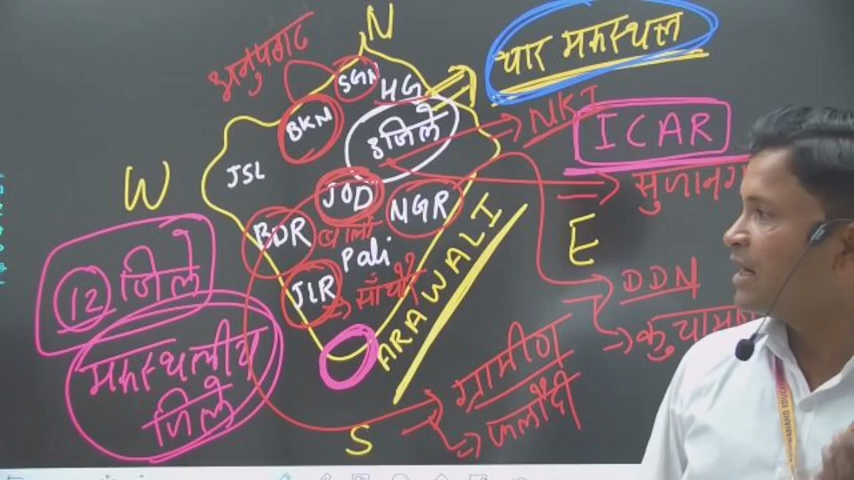 N
अनुपगढ
SGN
HG
थार मरुस्थल
BKN
3 जिले
NKT
ICAR
JSL
W
JOD
NGR
सुजानग
BDR
बालो
Pali
E
12 जिले
JLR
साँचौर
ARAWALI
DDN
कुचामन
मरुस्थलीय
जिले
ग्रामीण
फलौदी
S